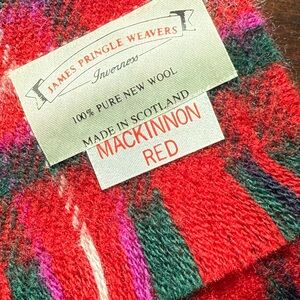 JAMES PRINGLE WEAVERS
Inverness
100% PURE NEW WOOL
MADE IN SCOTLAND
MACKINNON
RED